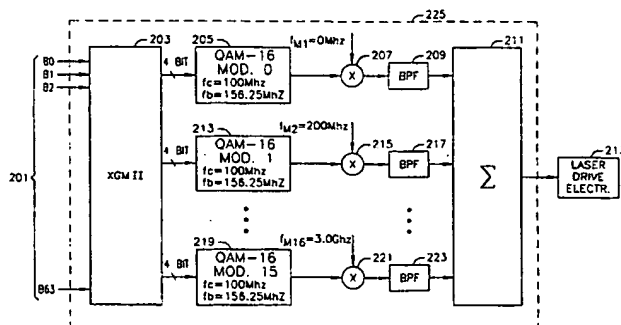 225
203
205
211
B0
B1
B2
4 BIT
QAM-16
MOD. 0
fc=100Mhz
fb=156.25MhZ
fM1=0Mhz
207
209
X
BPF
213
4 BIT
QAM-16
MOD. 1
fc=100Mhz
fb=156.25MhZ
fM2=200Mhz
215
217
X
BPF
201
XGM II
Σ
21.
LASER
DRIVE
ELECTR.
219
4 BIT
QAM-16
MOD. 15
fc=100Mhz
fb=156.25MhZ
fM16=3.0Ghz
X
221
BPF
223
B63